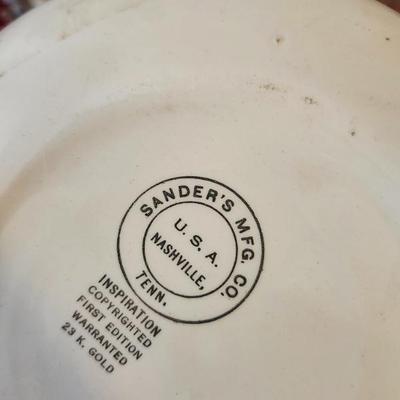 SANDER'S MFG. CO.
U. S. A.
NASHVILLE,
TENN.
INSPIRATION
COPYRIGHTED
FIRST EDITION
WARRANTED
23 K. GOLD